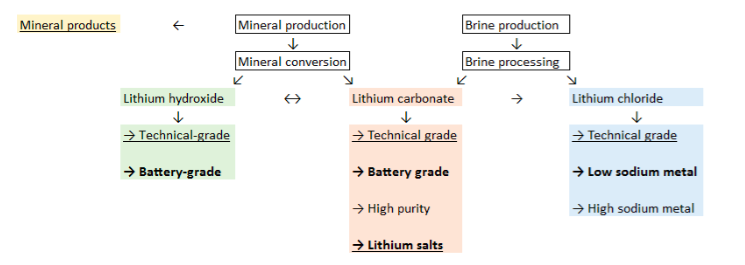 Mineral products ← Mineral production Brine production
↓ ↓
Mineral conversion Brine processing
↙ ↘ ↙ ↘
Lithium hydroxide ↔ Lithium carbonate → Lithium chloride
↓ ↓ ↓
→ Technical-grade → Technical grade → Technical grade
→ Battery-grade → Battery grade → Low sodium metal
→ High purity → High sodium metal
→ Lithium salts